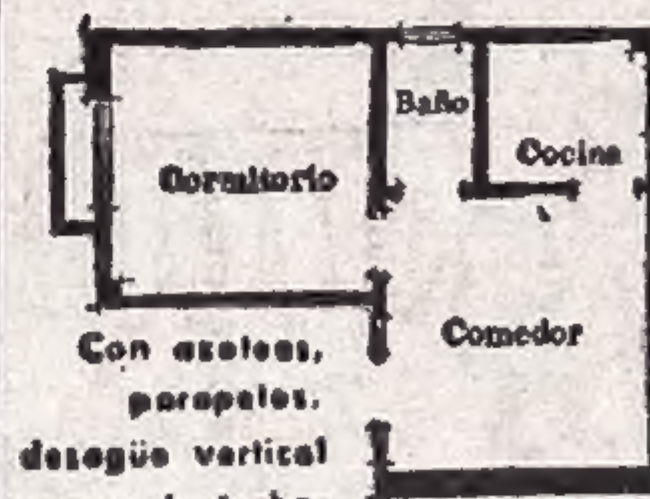 Baño
Cocina
Dormitorio
Comedor
Con azoteas,
parapetos,
desagüe vertical